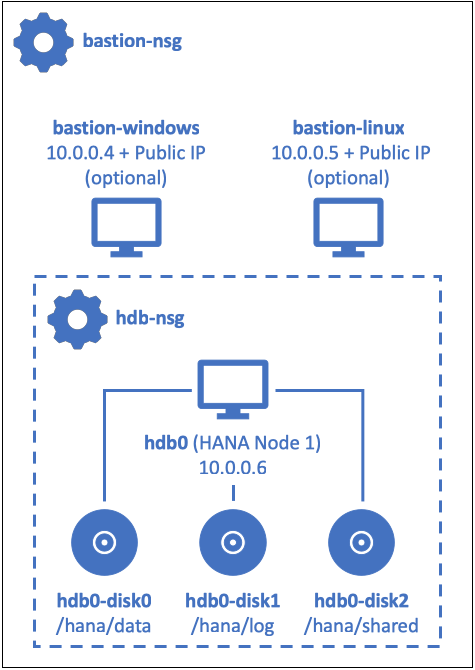 bastion-nsg
bastion-windows
10.0.0.4 + Public IP
(optional)
bastion-linux
10.0.0.5 + Public IP
(optional)
hdb-nsg
hdb0 (HANA Node 1)
10.0.0.6
hdb0-disk0
/hana/data
hdb0-disk1
/hana/log
hdb0-disk2
/hana/shared